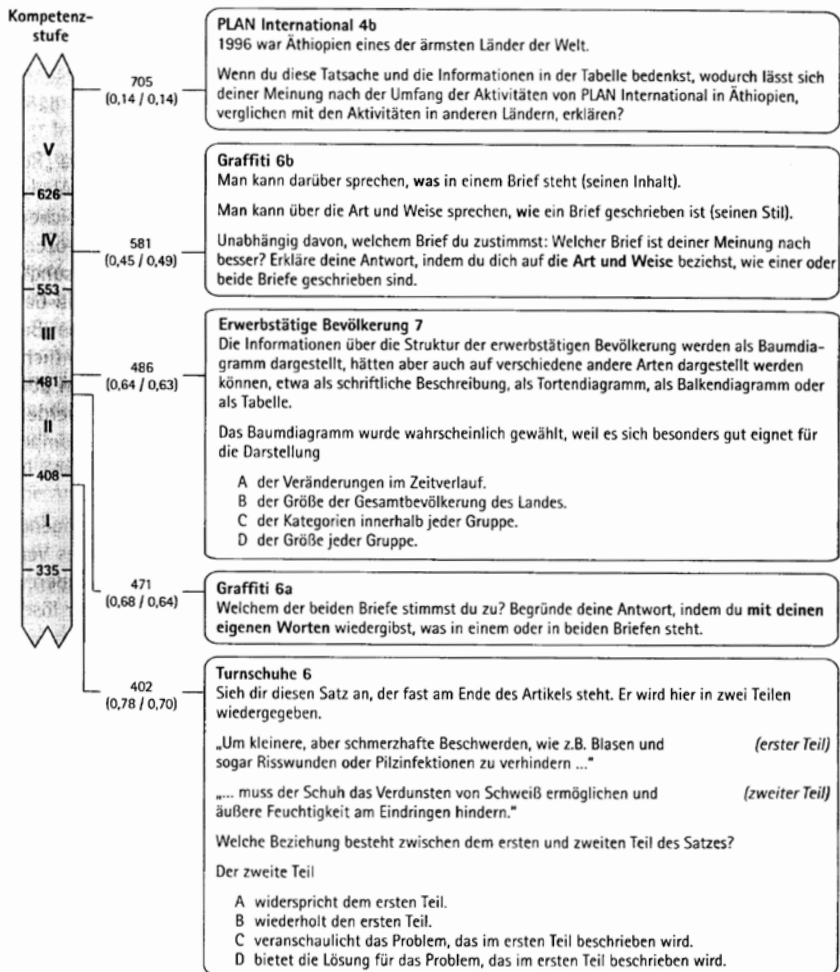 Kompetenz-
stufe
V
626
IV
553
III
481
II
408
I
335
705
(0,14 / 0,14)
PLAN International 4b
1996 war Äthiopien eines der ärmsten Länder der Welt.
Wenn du diese Tatsache und die Informationen in der Tabelle bedenkst, wodurch lässt sich
deiner Meinung nach der Umfang der Aktivitäten von PLAN International in Äthiopien,
verglichen mit den Aktivitäten in anderen Ländern, erklären?
581
(0,45 / 0,49)
Graffiti 6b
Man kann darüber sprechen, was in einem Brief steht (seinen Inhalt).
Man kann über die Art und Weise sprechen, wie ein Brief geschrieben ist (seinen Stil).
Unabhängig davon, welchem Brief du zustimmst: Welcher Brief ist deiner Meinung nach
besser? Erkläre deine Antwort, indem du dich auf die Art und Weise beziehst, wie einer oder
beide Briefe geschrieben sind.
486
(0,64 / 0,63)
Erwerbstätige Bevölkerung 7
Die Informationen über die Struktur der erwerbstätigen Bevölkerung werden als Baumdia-
gramm dargestellt, hätten aber auch auf verschiedene andere Arten dargestellt werden
können, etwa als schriftliche Beschreibung, als Tortendiagramm, als Balkendiagramm oder
als Tabelle.
Das Baumdiagramm wurde wahrscheinlich gewählt, weil es sich besonders gut eignet für
die Darstellung
A der Veränderungen im Zeitverlauf.
B der Größe der Gesamtbevölkerung des Landes.
C der Kategorien innerhalb jeder Gruppe.
D der Größe jeder Gruppe.
471
(0,68 / 0,64)
Graffiti 6a
Welchem der beiden Briefe stimmst du zu? Begründe deine Antwort, indem du mit deinen
eigenen Worten wiedergibst, was in einem oder in beiden Briefen steht.
402
(0,78 / 0,70)
Turnschuhe 6
Sieh dir diesen Satz an, der fast am Ende des Artikels steht. Er wird hier in zwei Teilen
wiedergegeben.
„Um kleinere, aber schmerzhafte Beschwerden, wie z.B. Blasen und (erster Teil)
sogar Risswunden oder Pilzinfektionen zu verhindern ..."
„... muss der Schuh das Verdunsten von Schweiß ermöglichen und (zweiter Teil)
äußere Feuchtigkeit am Eindringen hindern."
Welche Beziehung besteht zwischen dem ersten und zweiten Teil des Satzes?
Der zweite Teil
A widerspricht dem ersten Teil.
B wiederholt den ersten Teil.
C veranschaulicht das Problem, das im ersten Teil beschrieben wird.
D bietet die Lösung für das Problem, das im ersten Teil beschrieben wird.